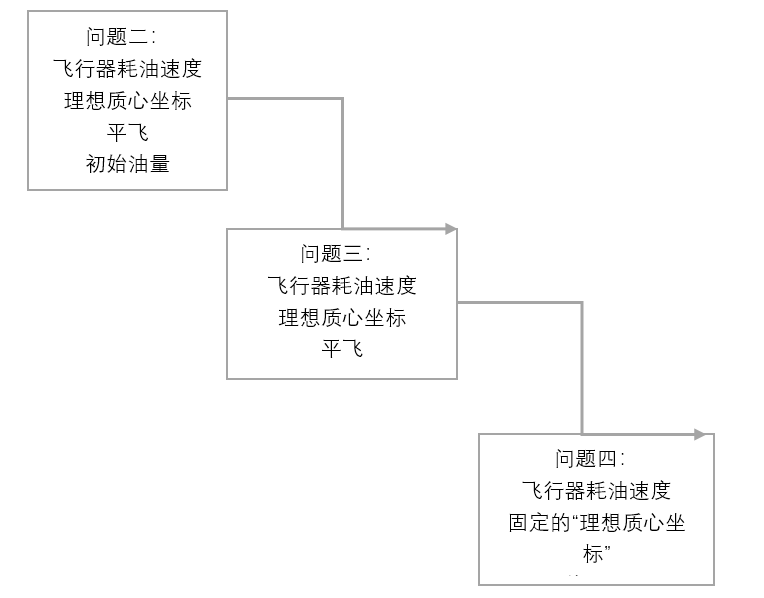 问题二：
飞行器耗油速度
理想质心坐标
平飞
初始油量
问题三：
飞行器耗油速度
理想质心坐标
平飞
问题四：
飞行器耗油速度
固定的“理想质心坐
标”